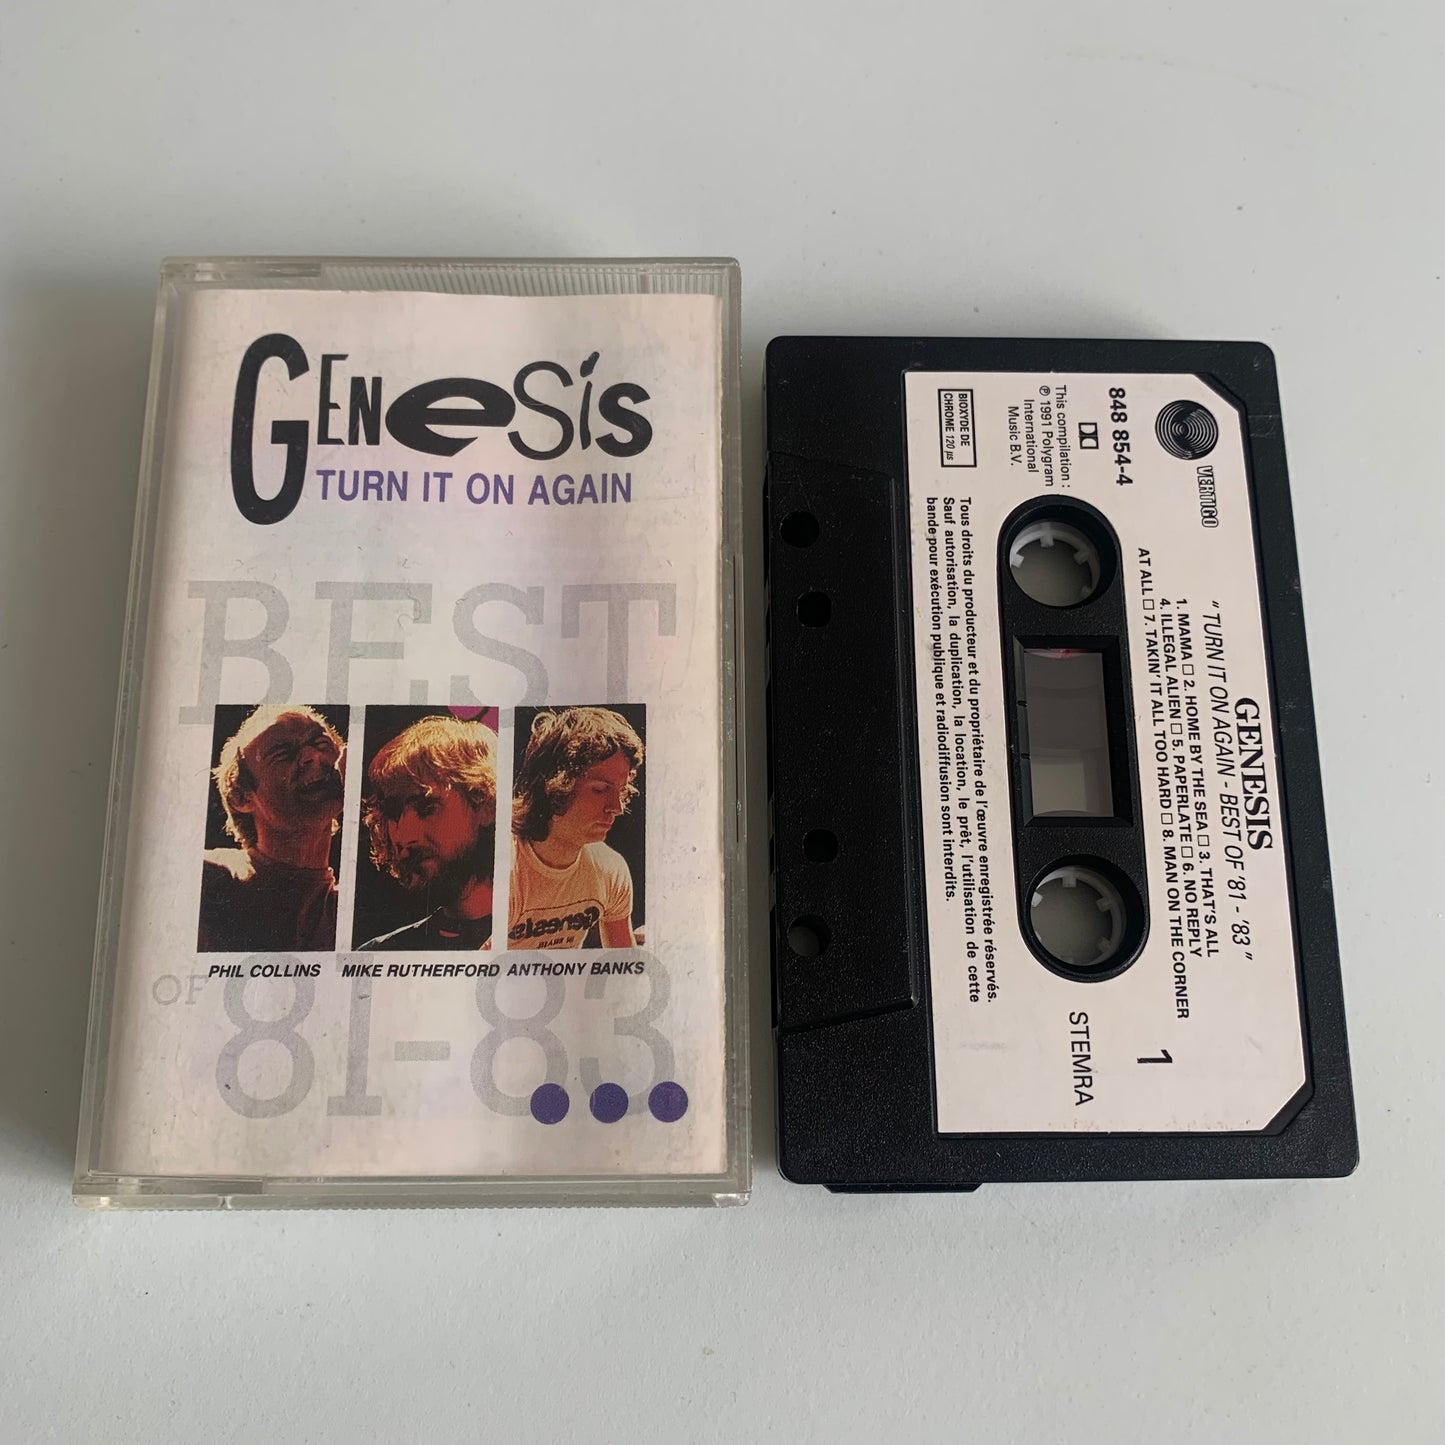 GENESIS
TURN IT ON AGAIN
BEST
PHIL COLLINS
MIKE RUTHERFORD
ANTHONY BANKS
OF
81-83
VERTIGO
848 854-4
This compilation :
℗ 1991 Polygram
International
Music B.V.
BIOXYDE DE
CHROME 120 µs
GENESIS
" TURN IT ON AGAIN - BEST OF '81 - '83 "
1. MAMA □ 2. HOME BY THE SEA □ 3. THAT'S ALL
4. ILLEGAL ALIEN □ 5. PAPERLATE □ 6. NO REPLY
AT ALL □ 7. TAKIN' IT ALL TOO HARD □ 8. MAN ON THE CORNER
1
STEMRA
Tous droits du producteur et du propriétaire de l'œuvre enregistrée réservés.
Sauf autorisation, la duplication, la location, le prêt, l'utilisation de cette
bande pour exécution publique et radiodiffusion sont interdits.